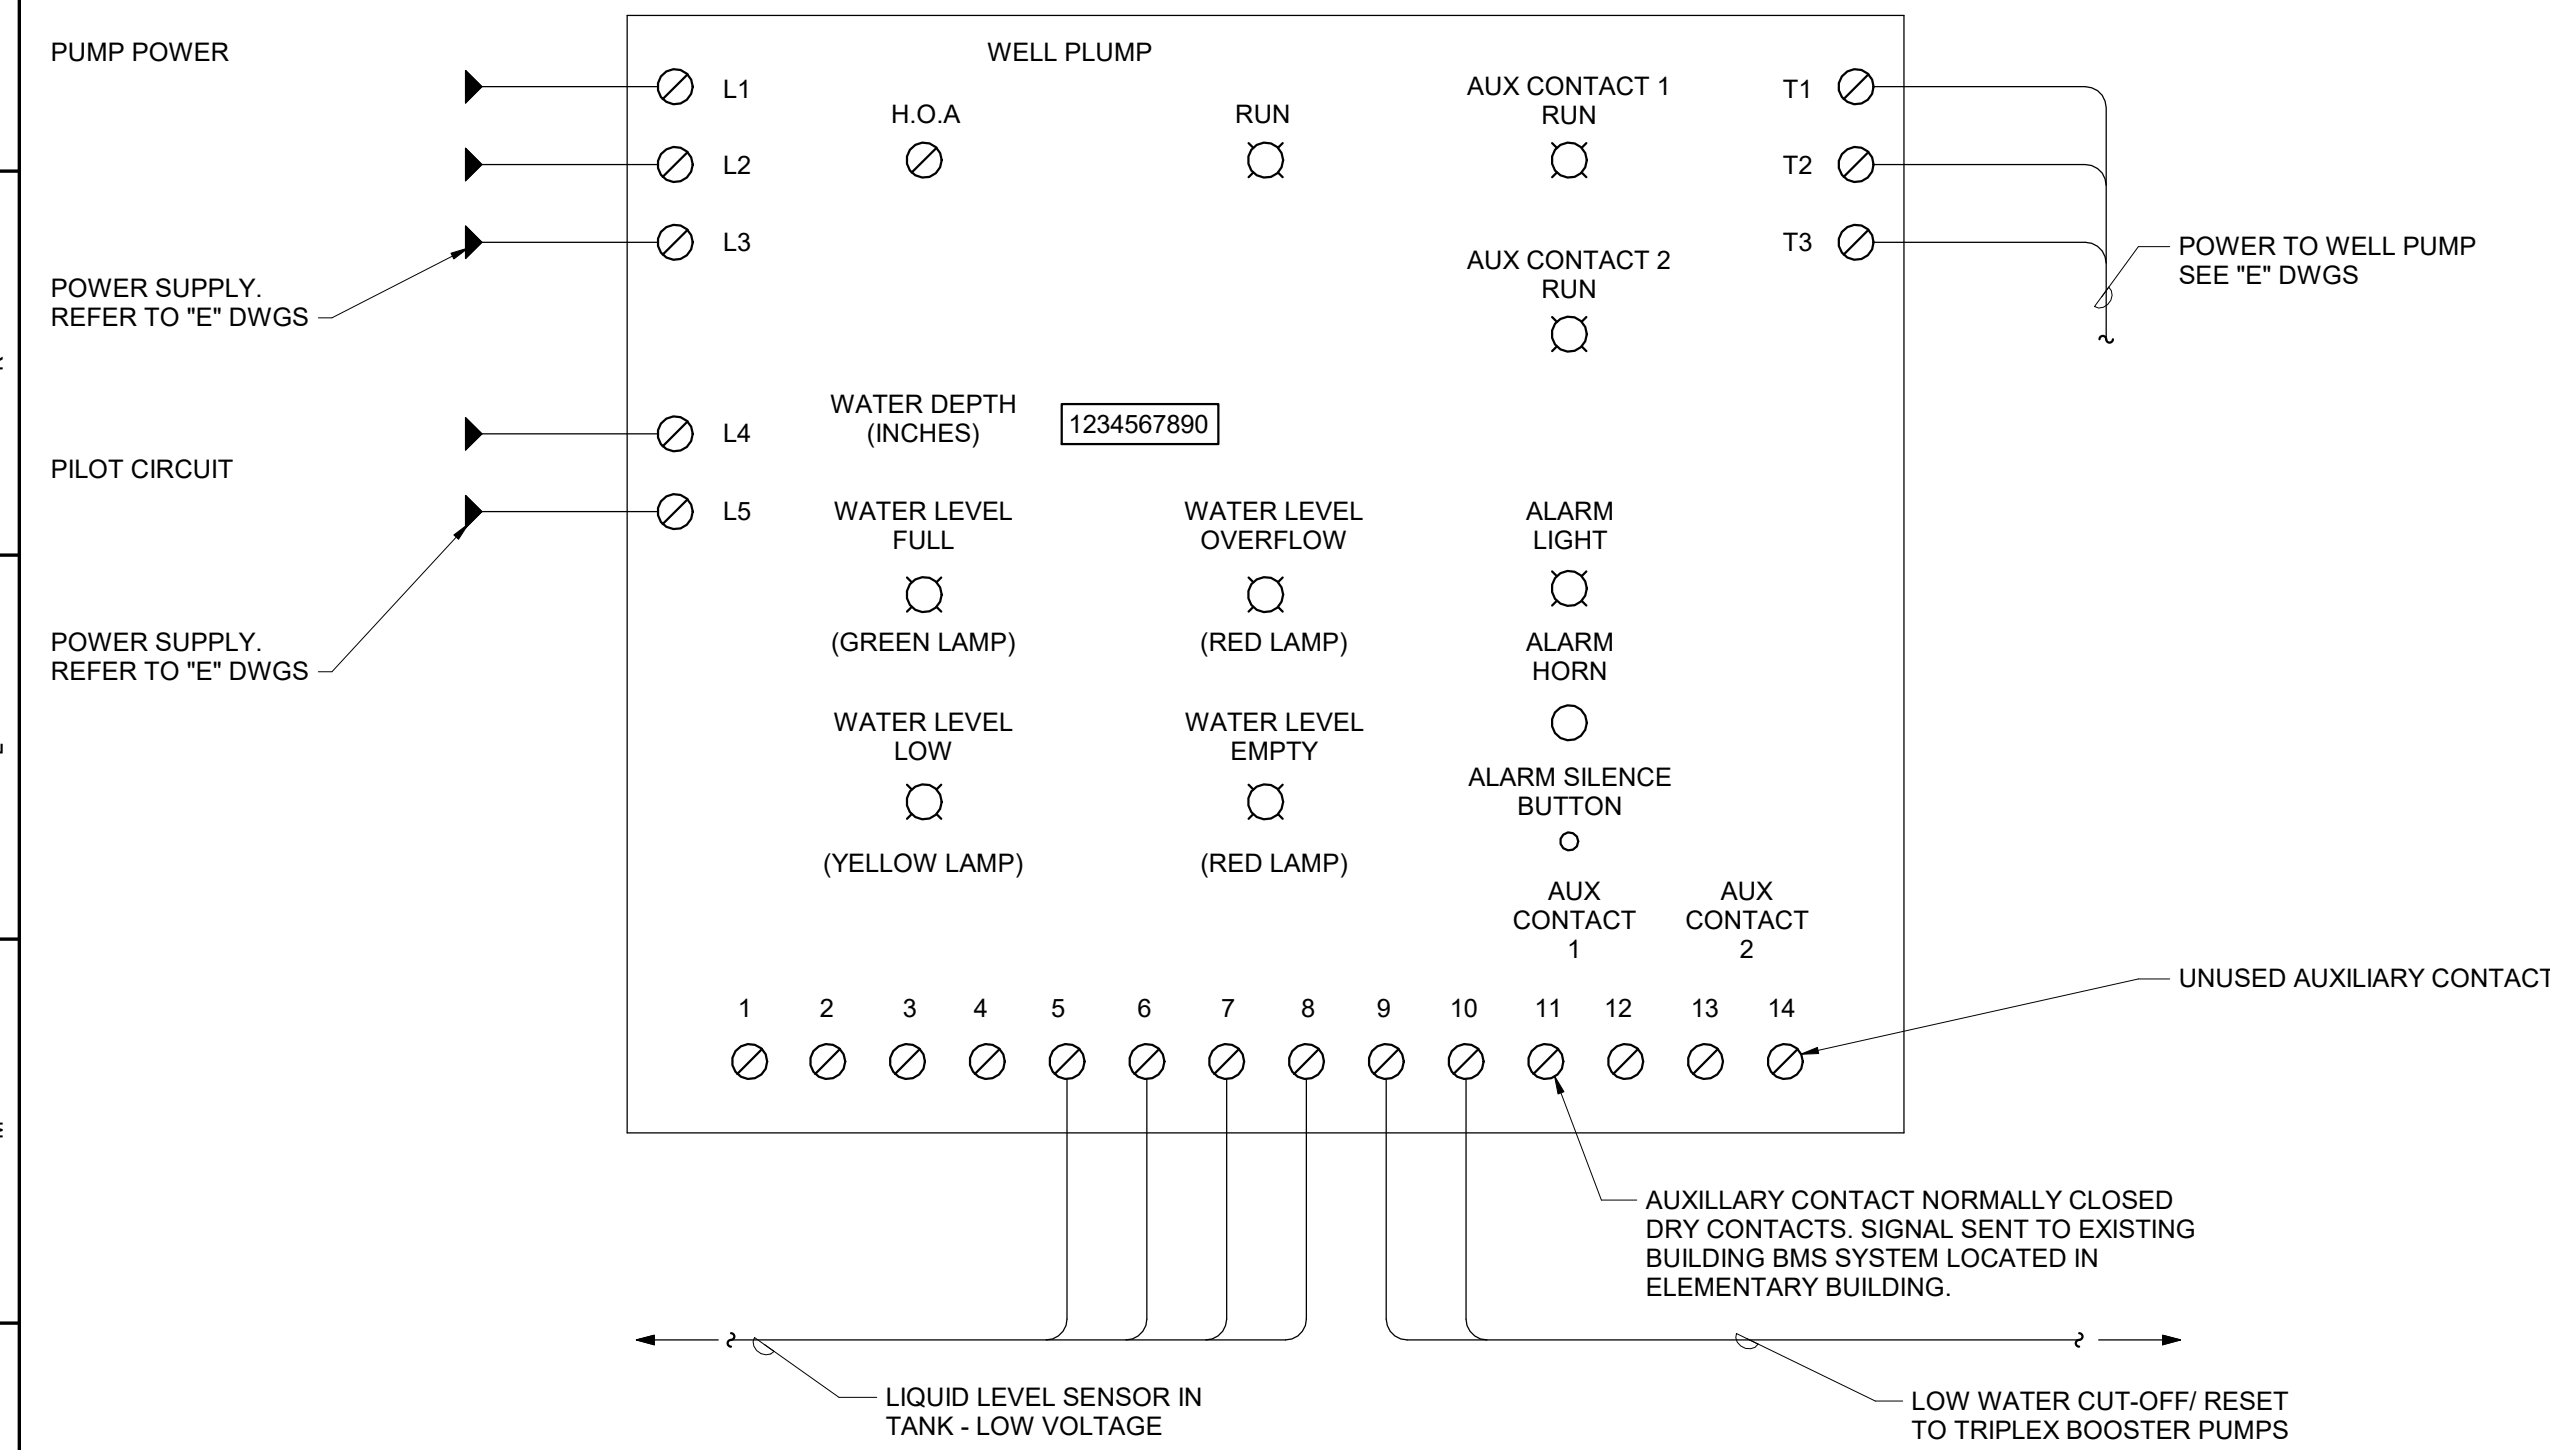 PUMP POWER
WELL PLUMP
L1
H.O.A
RUN
AUX CONTACT 1
RUN
T1
L2
T2
L3
T3
POWER SUPPLY.
REFER TO "E" DWGS
AUX CONTACT 2
RUN
POWER TO WELL PUMP
SEE "E" DWGS
L4
WATER DEPTH
(INCHES)
1234567890
PILOT CIRCUIT
L5
WATER LEVEL
FULL
(GREEN LAMP)
WATER LEVEL
OVERFLOW
(RED LAMP)
ALARM
LIGHT
ALARM
HORN
POWER SUPPLY.
REFER TO "E" DWGS
WATER LEVEL
LOW
(YELLOW LAMP)
WATER LEVEL
EMPTY
(RED LAMP)
ALARM SILENCE
BUTTON
AUX
CONTACT
1
AUX
CONTACT
2
UNUSED AUXILIARY CONTACT
1 2 3 4 5 6 7 8 9 10 11 12 13 14
AUXILLARY CONTACT NORMALLY CLOSED
DRY CONTACTS. SIGNAL SENT TO EXISTING
BUILDING BMS SYSTEM LOCATED IN
ELEMENTARY BUILDING.
LIQUID LEVEL SENSOR IN
TANK - LOW VOLTAGE
LOW WATER CUT-OFF/ RESET
TO TRIPLEX BOOSTER PUMPS